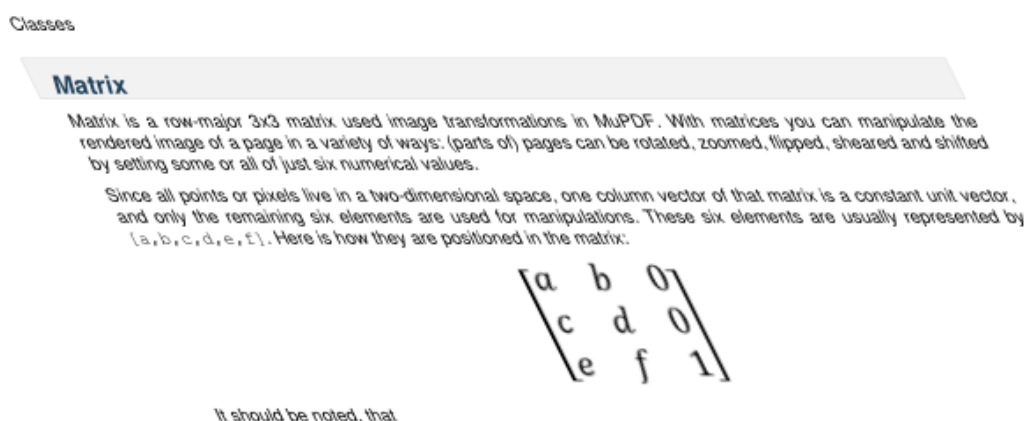 Classes
Matrix
Matrix is a row-major 3x3 matrix used image transformations in MuPDF. With matrices you can manipulate the
rendered image of a page in a variety of ways: (parts of) pages can be rotated, zoomed, flipped, sheared and shifted
by setting some or all of just six numerical values.
Since all points or pixels live in a two-dimensional space, one column vector of that matrix is a constant unit vector,
and only the remaining six elements are used for manipulations. These six elements are usually represented by
[a,b,c,d,e,f]. Here is how they are positioned in the matrix:
a b 0
c d 0
e f 1
It should be noted, that